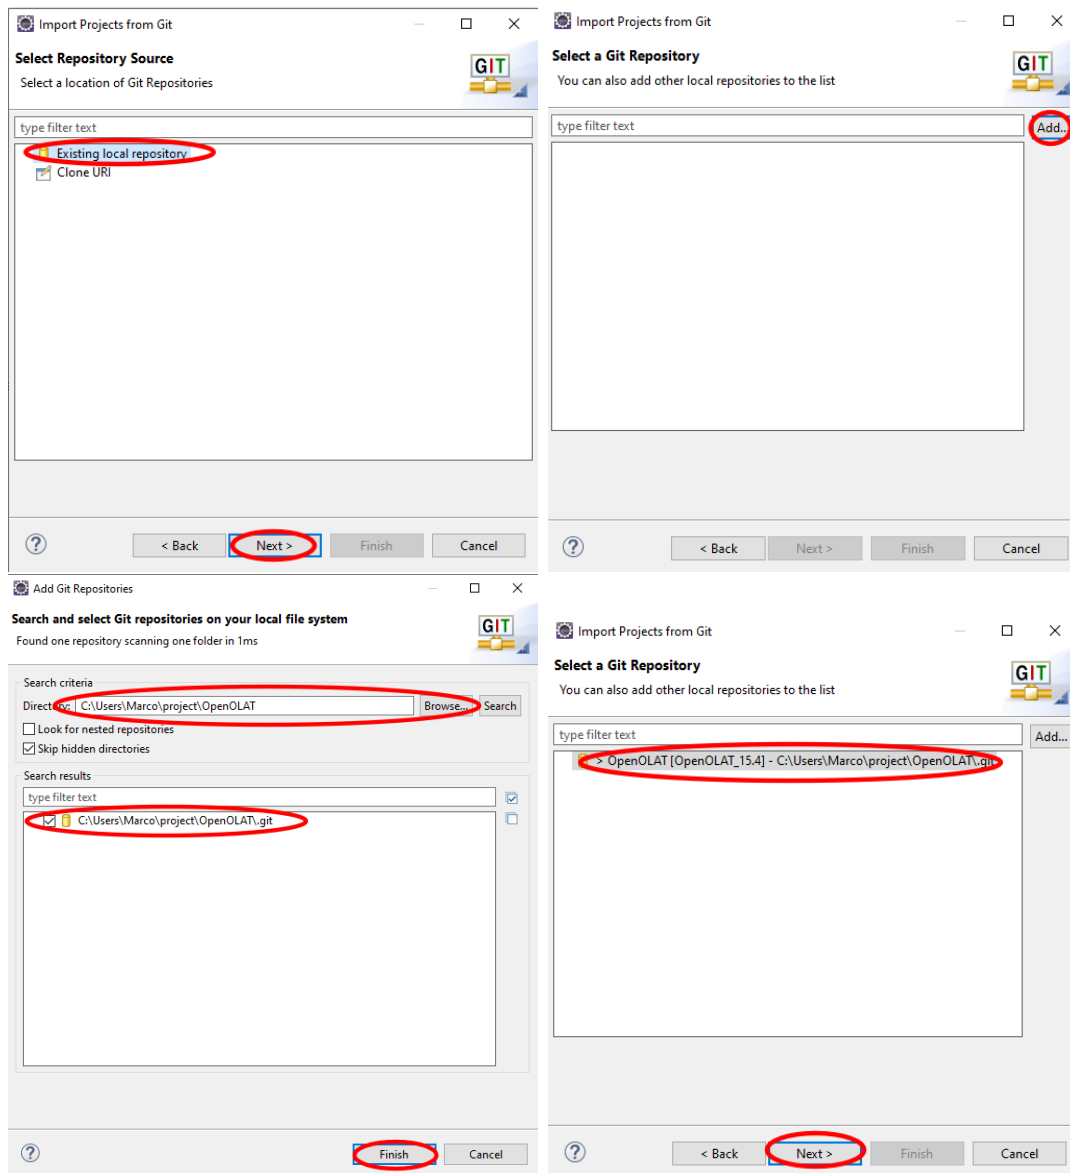 Import Projects from Git
Select Repository Source
Select a location of Git Repositories
GIT
type filter text
Existing local repository
Clone URI
< Back
Next >
Finish
Cancel
Import Projects from Git
Select a Git Repository
You can also add other local repositories to the list
GIT
type filter text
Add...
< Back
Next >
Finish
Cancel
Add Git Repositories
Search and select Git repositories on your local file system
Found one repository scanning one folder in 1ms
GIT
Search criteria
Directory: C:\Users\Marco\project\OpenOLAT
Browse...
Search
Look for nested repositories
Skip hidden directories
Search results
type filter text
C:\Users\Marco\project\OpenOLAT\.git
Finish
Cancel
Import Projects from Git
Select a Git Repository
You can also add other local repositories to the list
GIT
type filter text
Add...
> OpenOLAT [OpenOLAT_15.4] - C:\Users\Marco\project\OpenOLAT\.git
< Back
Next >
Finish
Cancel